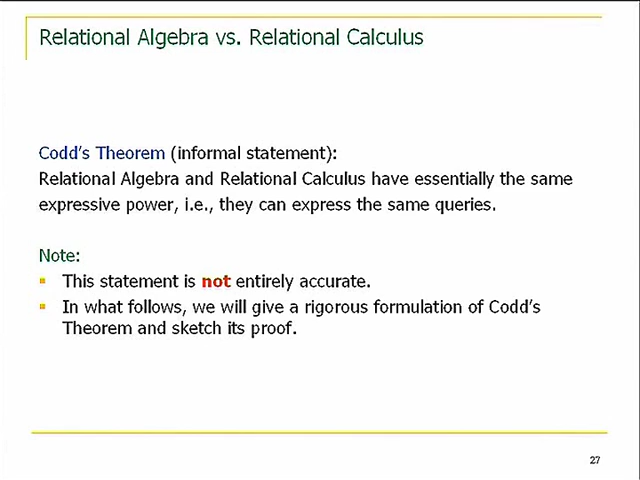 Relational Algebra vs. Relational Calculus
Codd's Theorem (informal statement):
Relational Algebra and Relational Calculus have essentially the same
expressive power, i.e., they can express the same queries.
Note:
This statement is not entirely accurate.
In what follows, we will give a rigorous formulation of Codd's
Theorem and sketch its proof.
27